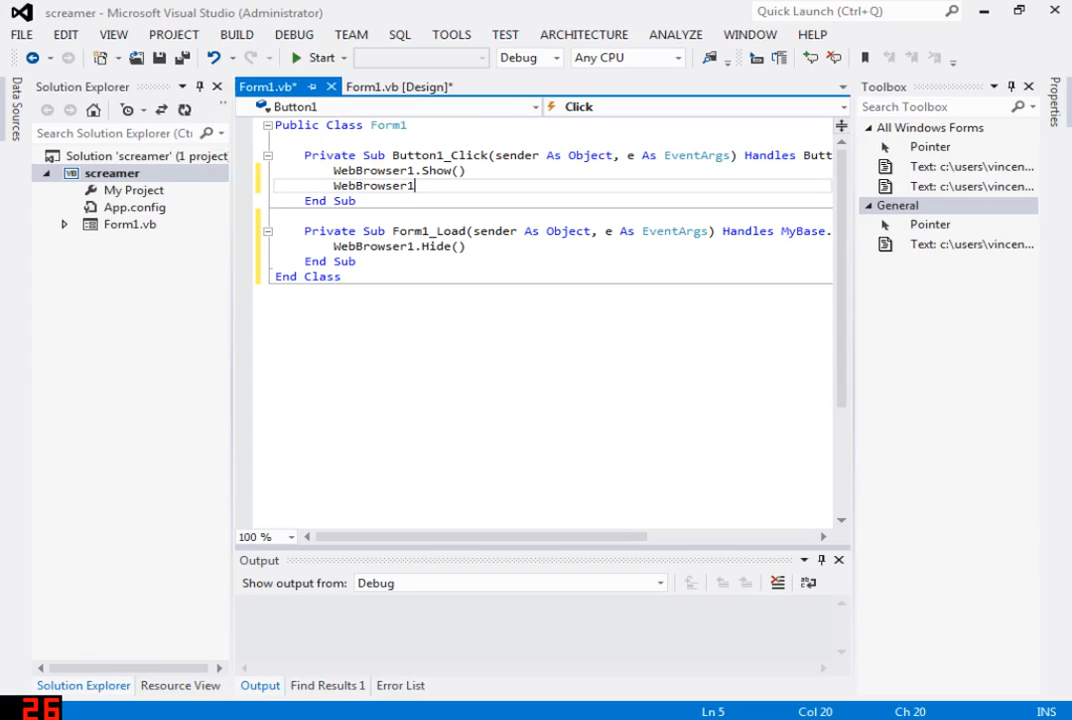 screamer - Microsoft Visual Studio (Administrator)
Quick Launch (Ctrl+Q)
FILE EDIT VIEW PROJECT BUILD DEBUG TEAM SQL TOOLS TEST ARCHITECTURE ANALYZE WINDOW HELP
Start Debug Any CPU
Data Sources
Solution Explorer
Search Solution Explorer (Ctrl
Solution 'screamer' (1 project)
VB screamer
My Project
App.config
Form1.vb
Form1.vb* Form1.vb [Design]*
Button1 Click
Public Class Form1
Private Sub Button1_Click(sender As Object, e As EventArgs) Handles Butt
WebBrowser1.Show()
WebBrowser1
End Sub
Private Sub Form1_Load(sender As Object, e As EventArgs) Handles MyBase.
WebBrowser1.Hide()
End Sub
End Class
100 %
Output
Show output from: Debug
Solution Explorer Resource View
Output Find Results 1 Error List
Toolbox
Search Toolbox
All Windows Forms
Pointer
Text: c:\users\vincen...
Text: c:\users\vincen...
General
Pointer
Text: c:\users\vincen...
Properties
26
Ln 5 Col 20 Ch 20 INS